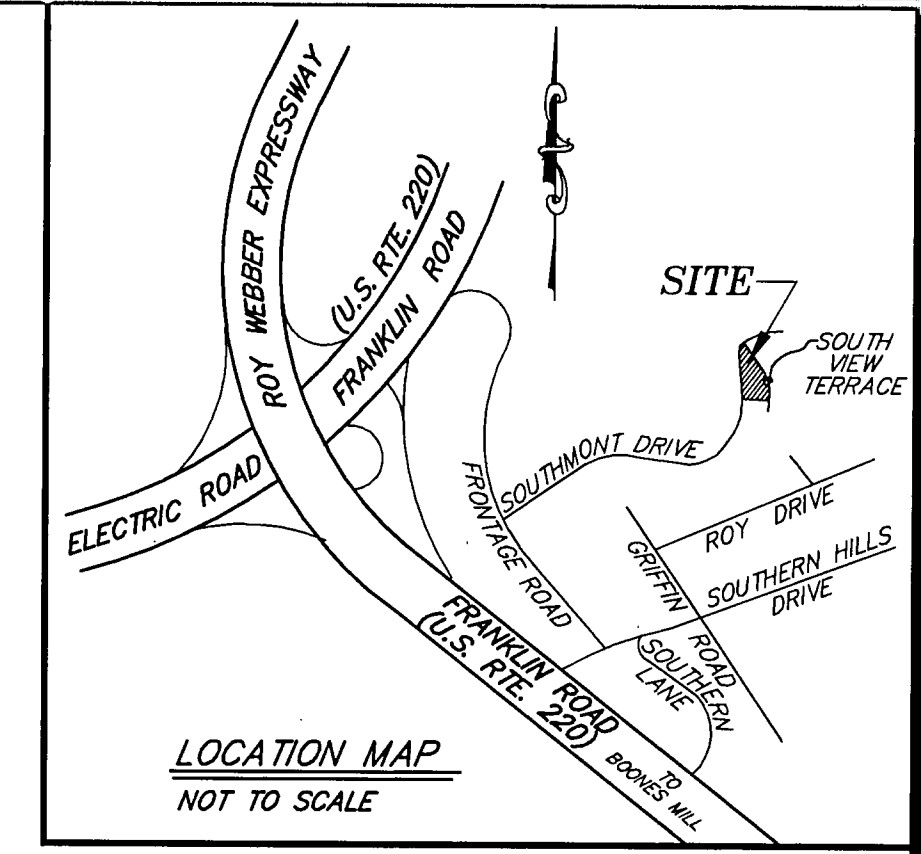 ROY WEBBER EXPRESSWAY
(U.S. RTE. 220)
FRANKLIN ROAD
SITE
SOUTH
VIEW
TERRACE
ELECTRIC ROAD
SOUTHMONT DRIVE
FRONTAGE ROAD
ROY DRIVE
GRIFFIN ROAD
SOUTHERN HILLS
DRIVE
SOUTHERN
LANE
FRANKLIN ROAD
(U.S. RTE. 220)
TO
BOONES MILL
LOCATION MAP
NOT TO SCALE